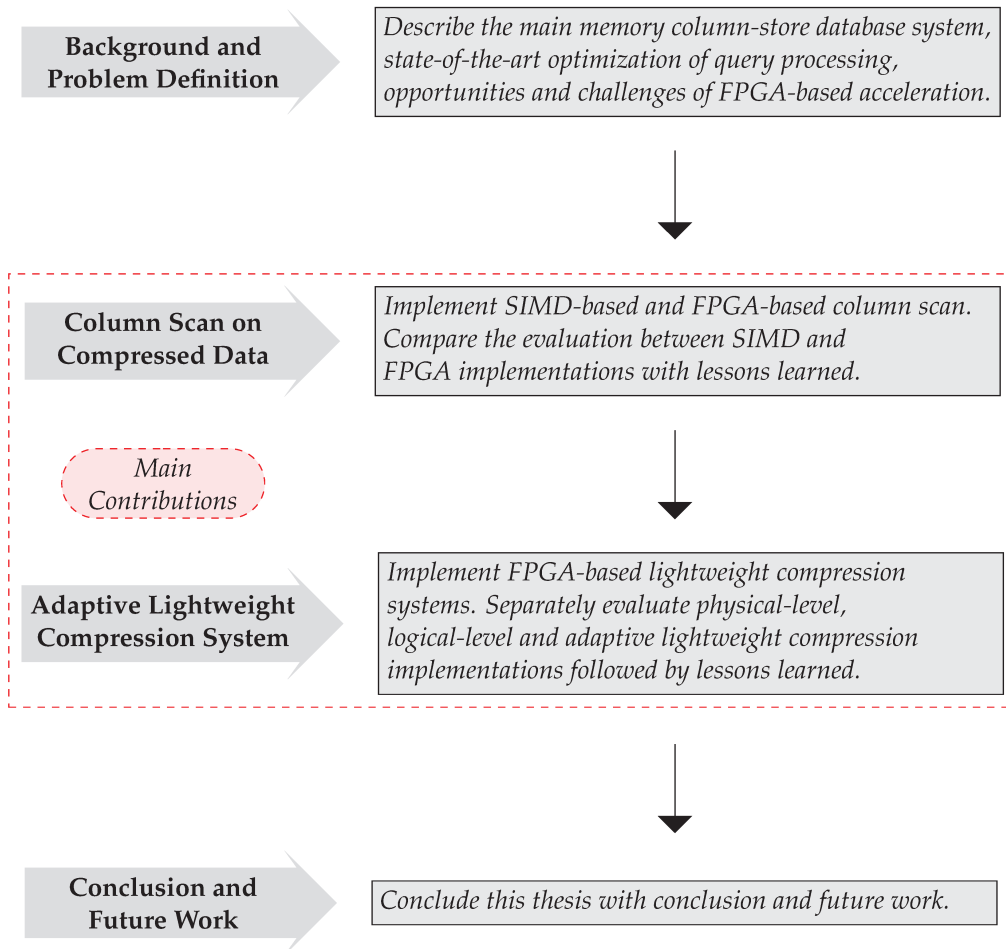 Background and
Problem Definition
Describe the main memory column-store database system,
state-of-the-art optimization of query processing,
opportunities and challenges of FPGA-based acceleration.
Column Scan on
Compressed Data
Implement SIMD-based and FPGA-based column scan.
Compare the evaluation between SIMD and
FPGA implementations with lessons learned.
Main
Contributions
Adaptive Lightweight
Compression System
Implement FPGA-based lightweight compression
systems. Separately evaluate physical-level,
logical-level and adaptive lightweight compression
implementations followed by lessons learned.
Conclusion and
Future Work
Conclude this thesis with conclusion and future work.